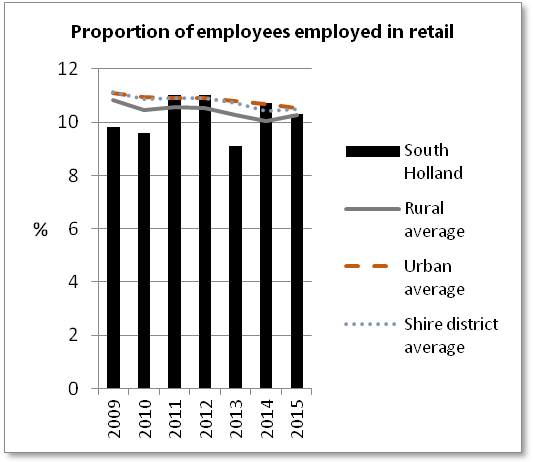 Proportion of employees employed in retail
12
10
8
6
4
2
0
%
2009
2010
2011
2012
2013
2014
2015
South
Holland
Rural
average
Urban
average
Shire district
average